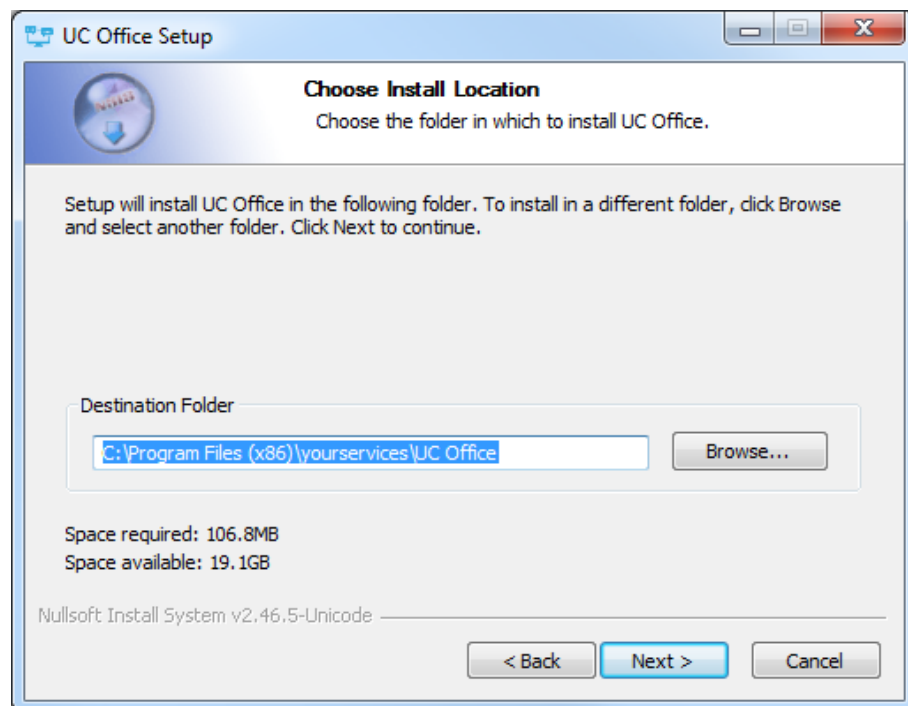 UC Office Setup
Choose Install Location
Choose the folder in which to install UC Office.
Setup will install UC Office in the following folder. To install in a different folder, click Browse
and select another folder. Click Next to continue.
Destination Folder
C:\Program Files (x86)\yourservices\UC Office
Browse...
Space required: 106.8MB
Space available: 19.1GB
Nullsoft Install System v2.46.5-Unicode
< Back
Next >
Cancel